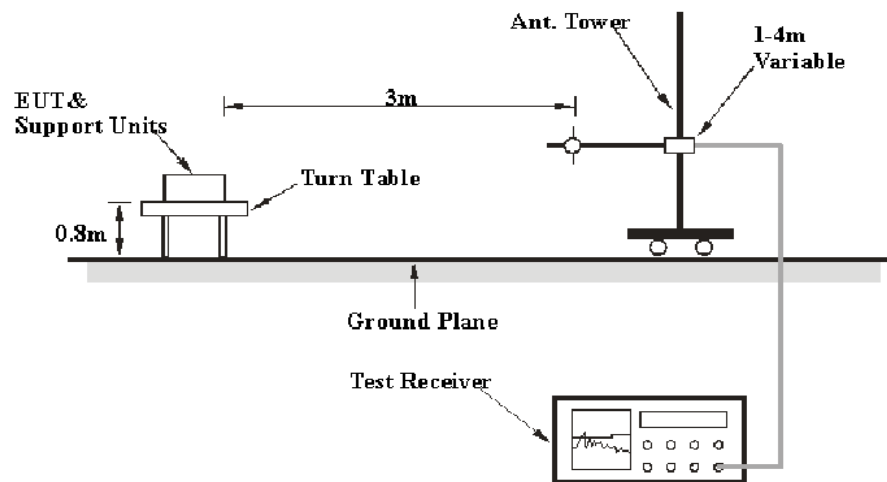 Ant. Tower
1-4m
Variable
3m
EUT&
Support Units
Turn Table
0.8m
Ground Plane
Test Receiver